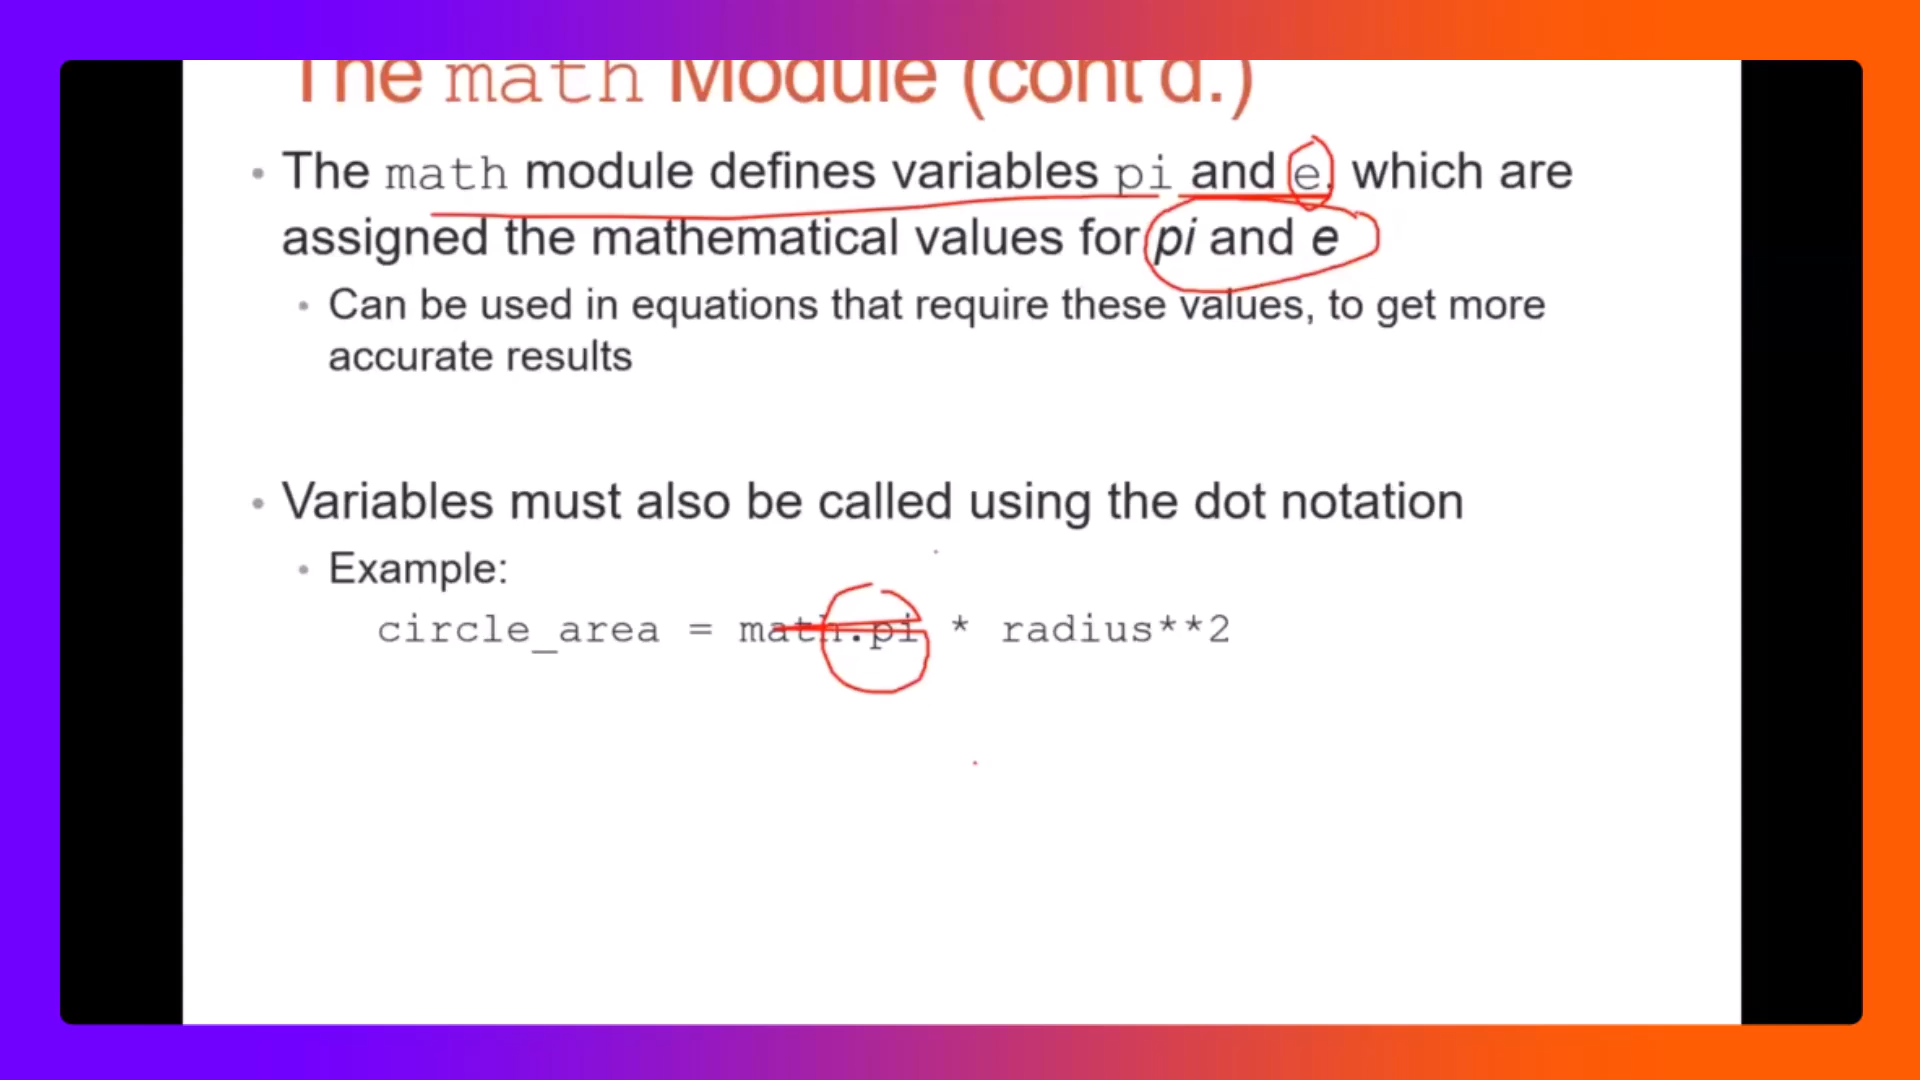 The math Module (cont'd.)
• The math module defines variables pi and e, which are
assigned the mathematical values for pi and e
• Can be used in equations that require these values, to get more
accurate results
• Variables must also be called using the dot notation
• Example:
circle_area = math.pi * radius**2